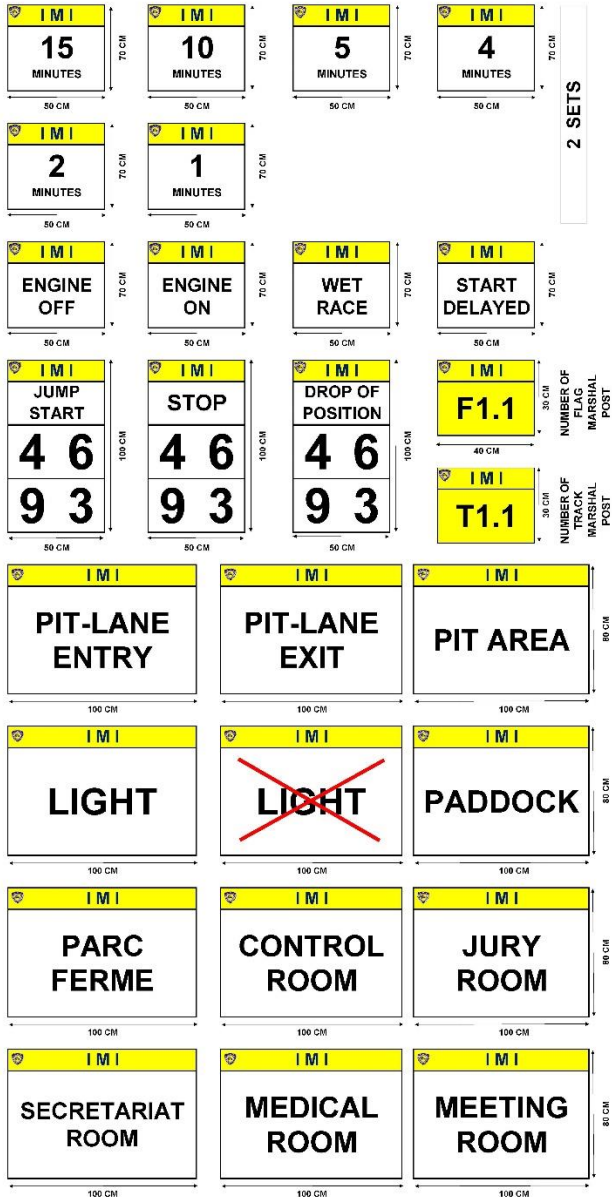 IMI
15
MINUTES
70 CM
50 CM
IMI
10
MINUTES
70 CM
50 CM
IMI
5
MINUTES
70 CM
50 CM
IMI
4
MINUTES
70 CM
50 CM
2 SETS
IMI
2
MINUTES
70 CM
50 CM
IMI
1
MINUTES
70 CM
50 CM
IMI
ENGINE
OFF
70 CM
50 CM
IMI
ENGINE
ON
70 CM
50 CM
IMI
WET
RACE
70 CM
50 CM
IMI
START
DELAYED
70 CM
50 CM
IMI
JUMP
START
4 6
9 3
100 CM
50 CM
IMI
STOP
4 6
9 3
100 CM
50 CM
IMI
DROP OF
POSITION
4 6
9 3
100 CM
50 CM
IMI
F1.1
30 CM
40 CM
NUMBER OF
FLAG
MARSHAL
POST
IMI
T1.1
30 CM
NUMBER OF
TRACK
MARSHAL
POST
IMI
PIT-LANE
ENTRY
100 CM
IMI
PIT-LANE
EXIT
100 CM
IMI
PIT AREA
80 CM
100 CM
IMI
LIGHT
100 CM
IMI
LIGHT
100 CM
IMI
PADDOCK
80 CM
100 CM
IMI
PARC
FERME
100 CM
IMI
CONTROL
ROOM
100 CM
IMI
JURY
ROOM
80 CM
100 CM
IMI
SECRETARIAT
ROOM
100 CM
IMI
MEDICAL
ROOM
100 CM
IMI
MEETING
ROOM
80 CM
100 CM